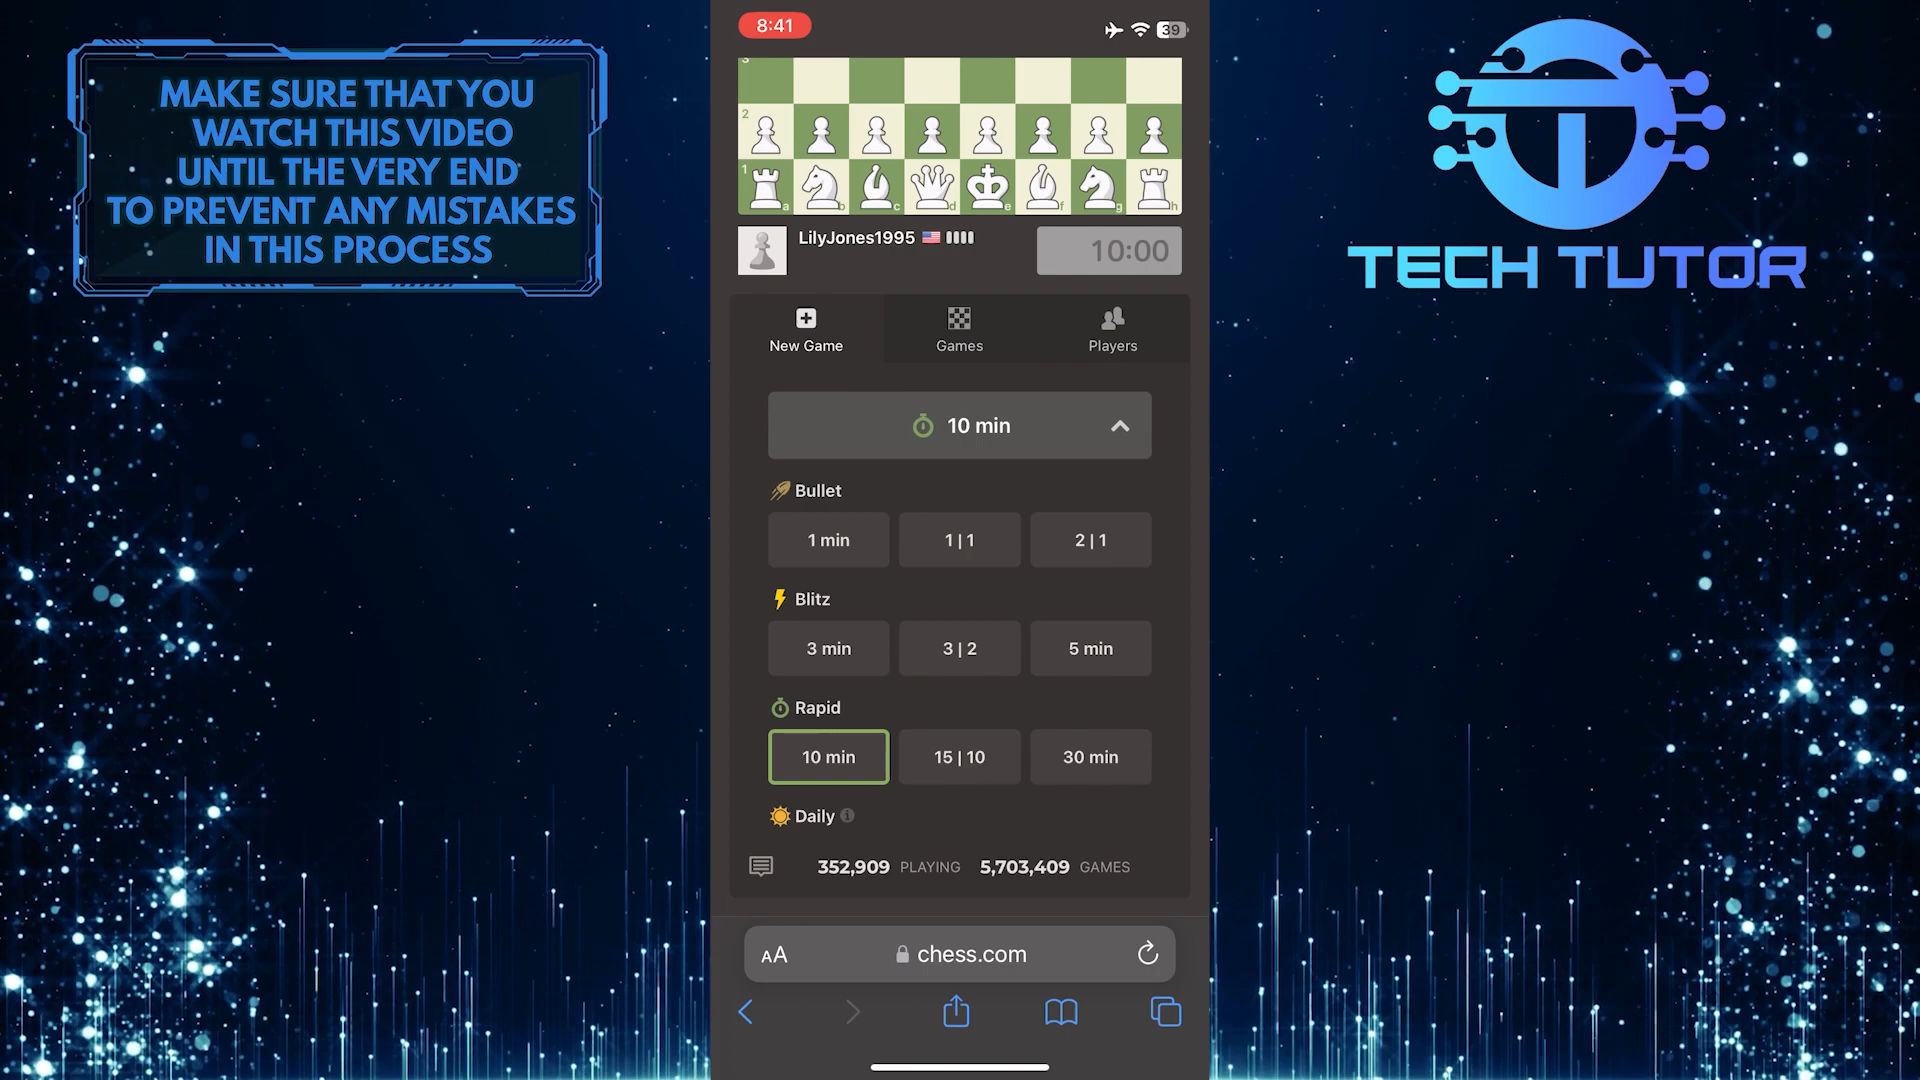 MAKE SURE THAT YOU
WATCH THIS VIDEO
UNTIL THE VERY END
TO PREVENT ANY MISTAKES
IN THIS PROCESS
8:41
39
3
2
1
a b c d e f g h
LilyJones1995
10:00
New Game
Games
Players
10 min
Bullet
1 min
1 | 1
2 | 1
Blitz
3 min
3 | 2
5 min
Rapid
10 min
15 | 10
30 min
Daily
352,909 PLAYING 5,703,409 GAMES
AA
chess.com
TECH TUTOR